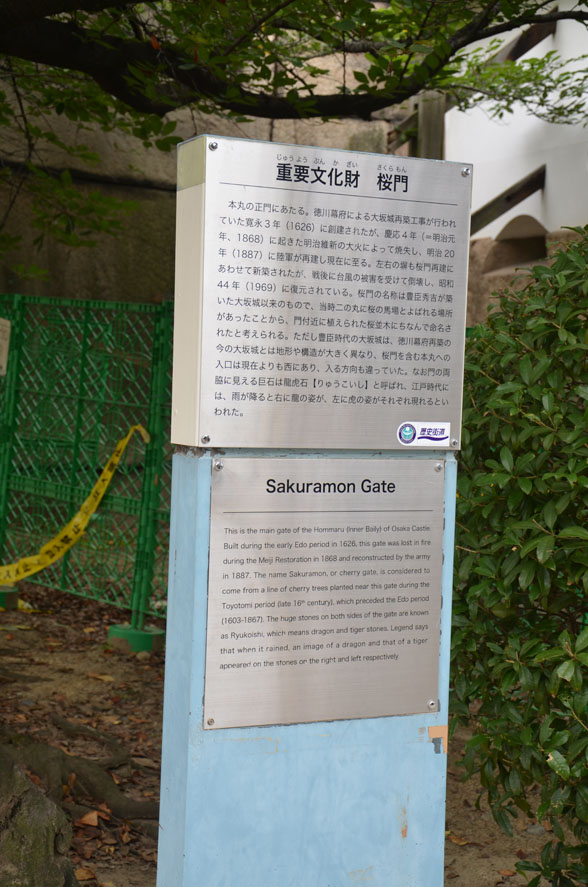 じゅうようぶんかざい さくらもん
重要文化財 桜門
本丸の正門にあたる。徳川幕府による大坂城再築工事が行われ
ていた寛永３年（1626）に創建されたが、慶応４年（＝明治元
年、1868）に起きた明治維新の大火によって焼失し、明治20
年（1887）に陸軍が再建し現在に至る。左右の塀も桜門再建に
あわせて新築されたが、戦後に台風の被害を受けて倒壊し、昭和
44年（1969）に復元されている。桜門の名称は豊臣秀吉が築
いた大坂城以来のもので、当時二の丸に桜の馬場とよばれる場所
があったことから、門付近に植えられた桜並木にちなんで命名さ
れたと考えられる。ただし豊臣時代の大坂城は、徳川幕府再築の
今の大坂城とは地形や構造が大きく異なり、桜門を含む本丸への
入口は現在よりも西にあり、入る方向も違っていた。なお門の両
脇に見える巨石は龍虎石【りゅうこいし】と呼ばれ、江戸時代に
は、雨が降ると右に龍の姿が、左に虎の姿がそれぞれ現れるとい
われた。
歴史街道
Sakuramon Gate
This is the main gate of the Hommaru (Inner Baily) of Osaka Castle.
Built during the early Edo period in 1626, this gate was lost in fire
during the Meiji Restoration in 1868 and reconstructed by the army
in 1887. The name Sakuramon, or cherry gate, is considered to
come from a line of cherry trees planted near this gate during the
Toyotomi period (late 16th century), which preceded the Edo period
(1603-1867). The huge stones on both sides of the gate are known
as Ryukoishi, which means dragon and tiger stones. Legend says
that when it rained, an image of a dragon and that of a tiger
appeared on the stones on the right and left respectively.